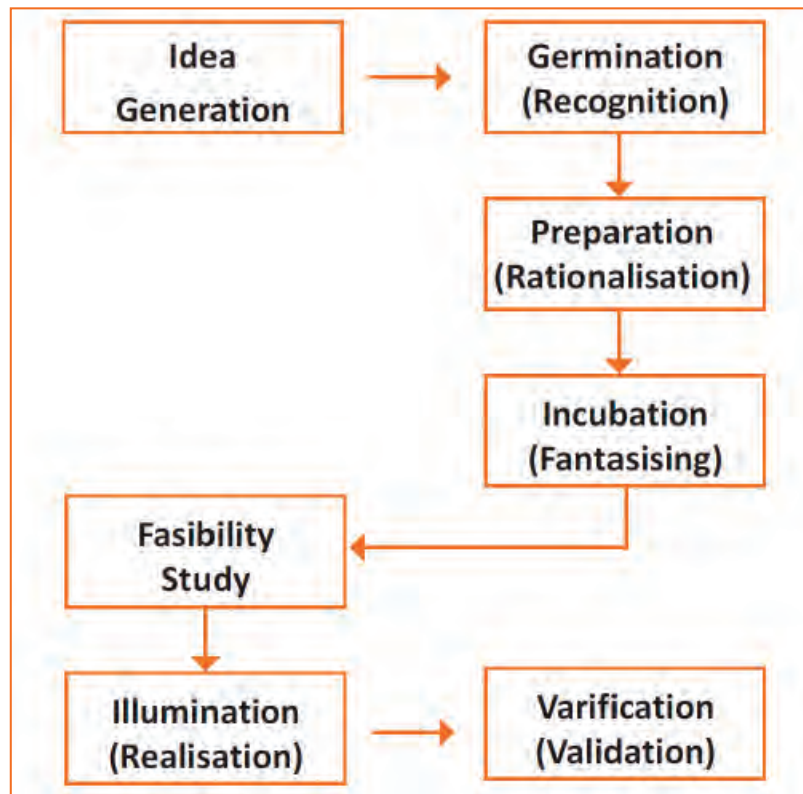 Idea
Generation
Germination
(Recognition)
Preparation
(Rationalisation)
Incubation
(Fantasising)
Fasibility
Study
Illumination
(Realisation)
Varification
(Validation)